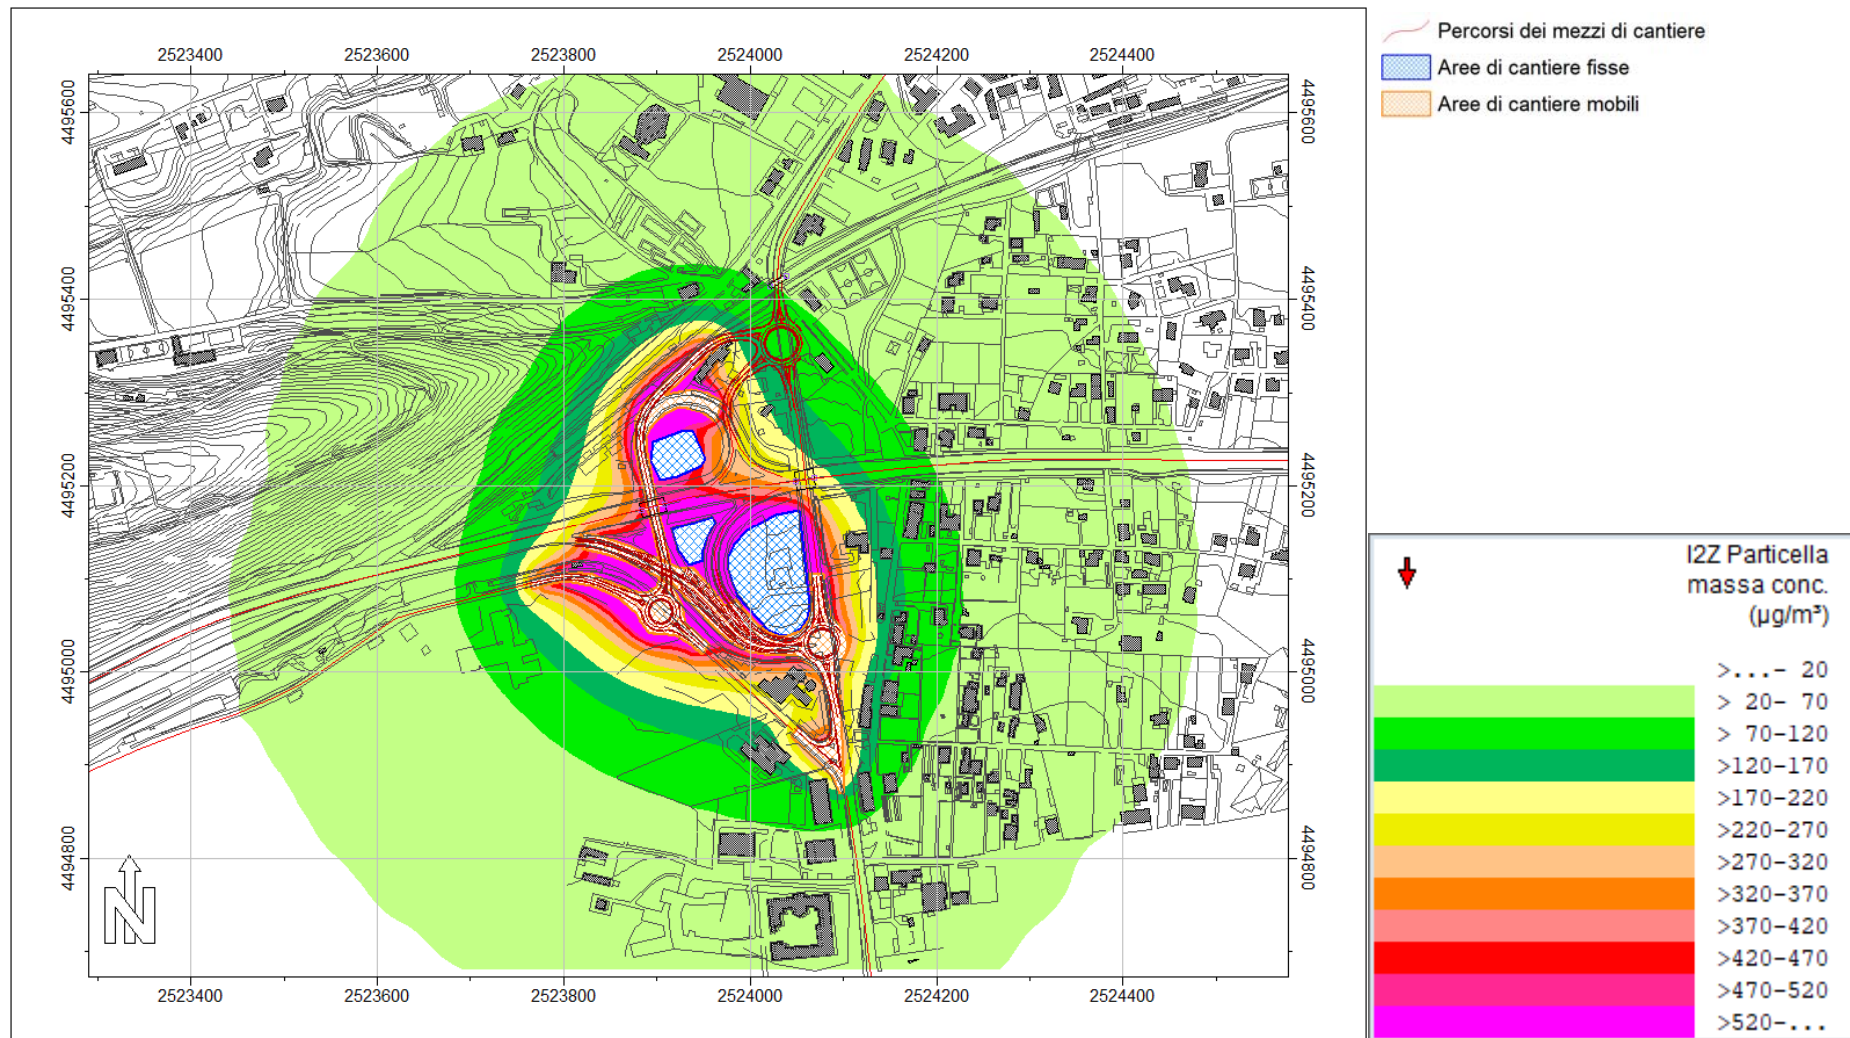 2523400 2523600 2523800 2524000 2524200 2524400
4495600 4495400 4495200 4495000 4494800
4495600 4495400 4495200 4495000 4494800
N
2523400 2523600 2523800 2524000 2524200 2524400
Percorsi dei mezzi di cantiere
Aree di cantiere fisse
Aree di cantiere mobili
I2Z Particella
massa conc.
(µg/m³)
>...- 20
> 20- 70
> 70-120
>120-170
>170-220
>220-270
>270-320
>320-370
>370-420
>420-470
>470-520
>520-...